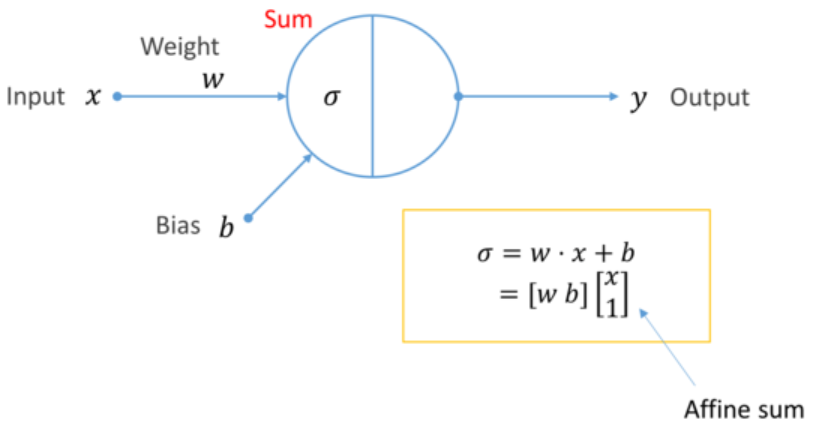 Sum
Weight
w
Input x
σ
y Output
Bias b
σ = w · x + b
= [w b] [x 1]
Affine sum